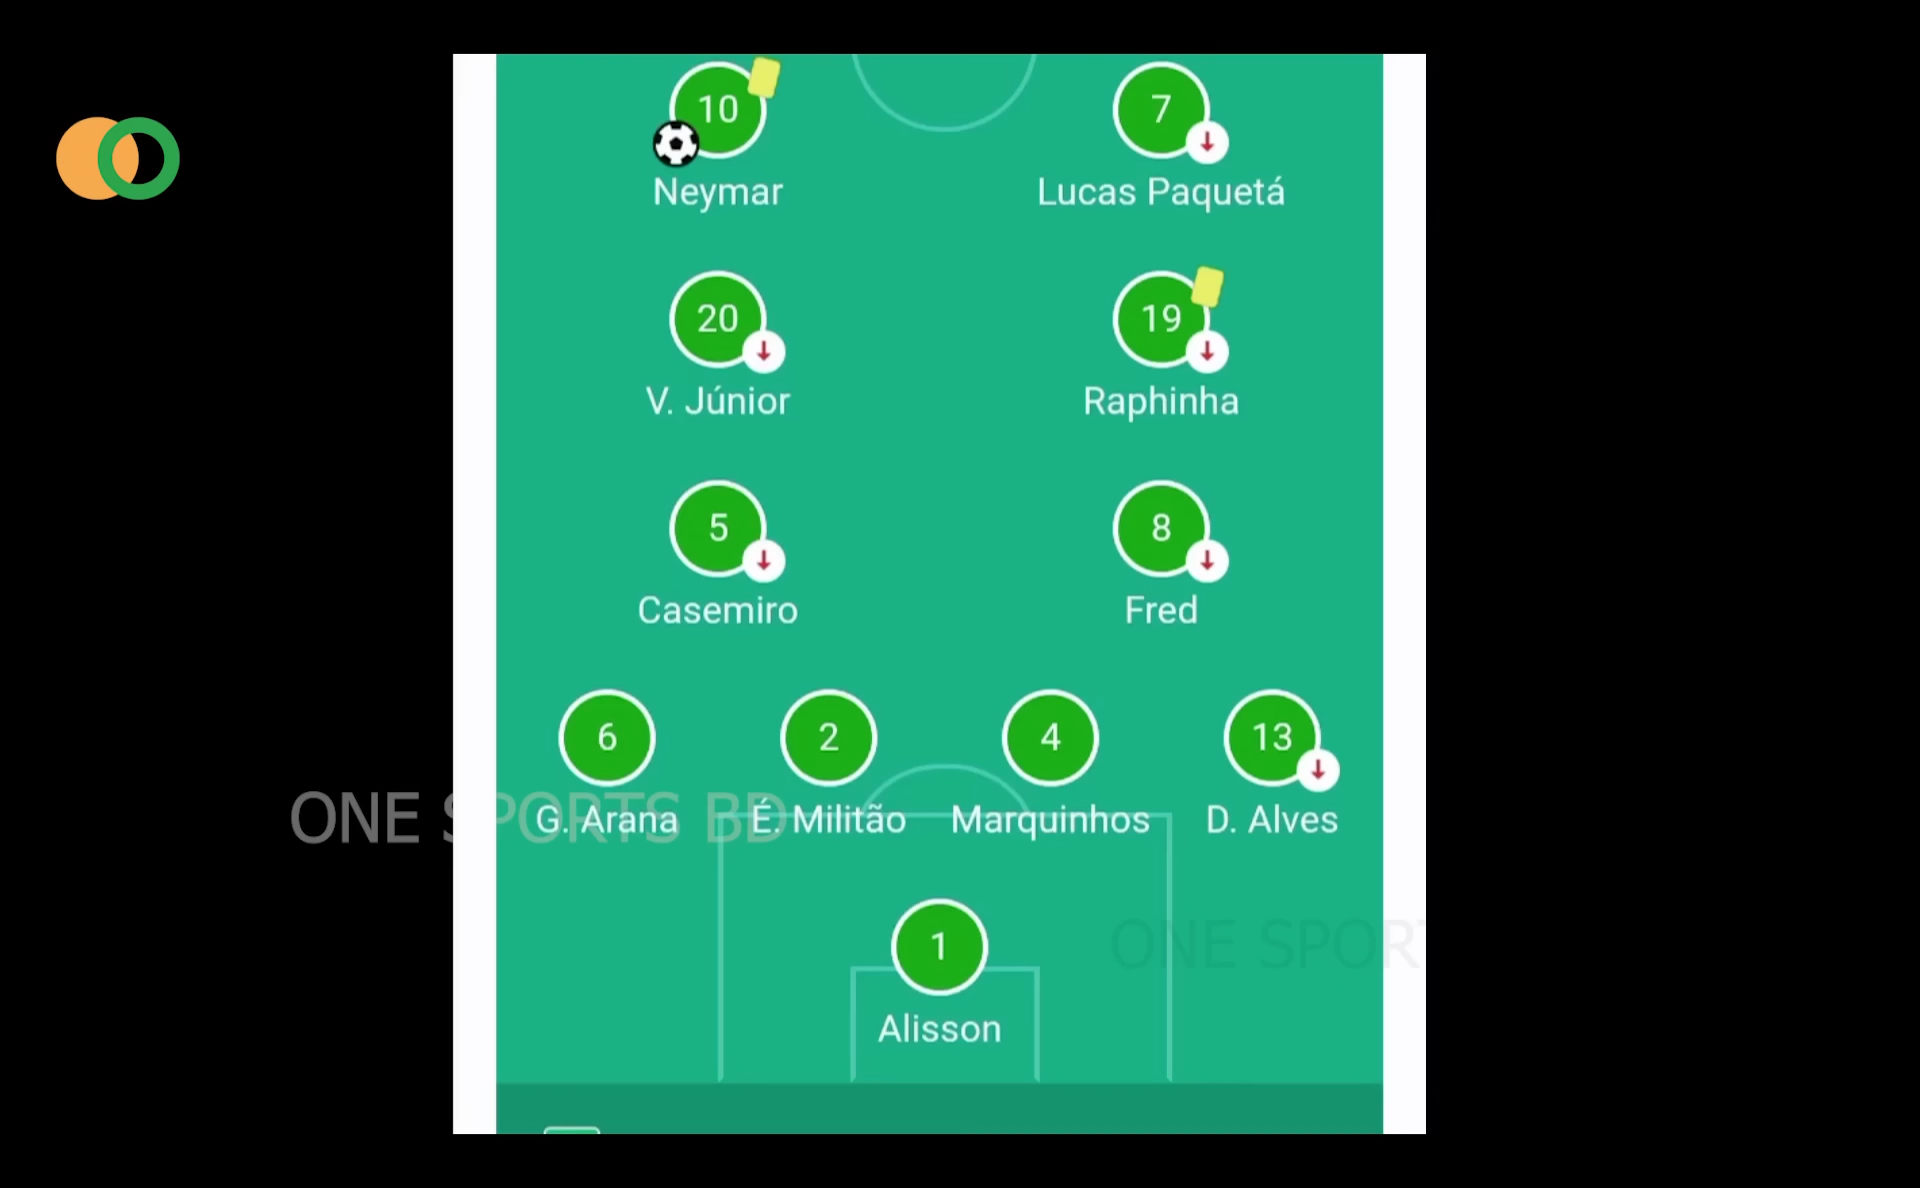 10 7
Neymar Lucas Paquetá
20 19
V. Júnior Raphinha
5 8
Casemiro Fred
6 2 4 13
G. Arana É. Militão Marquinhos D. Alves
ONE SPORTS BD
1
ONE SPORT
Alisson